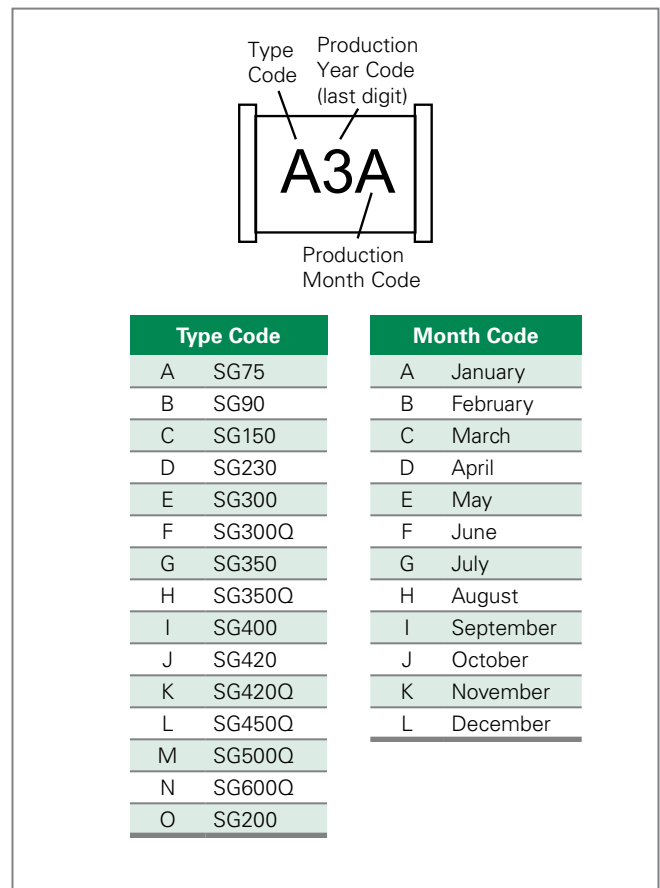 Type
Code
Production
Year Code
(last digit)
A3A
Production
Month Code
Type Code
A SG75
B SG90
C SG150
D SG230
E SG300
F SG300Q
G SG350
H SG350Q
I SG400
J SG420
K SG420Q
L SG450Q
M SG500Q
N SG600Q
O SG200
Month Code
A January
B February
C March
D April
E May
F June
G July
H August
I September
J October
K November
L December